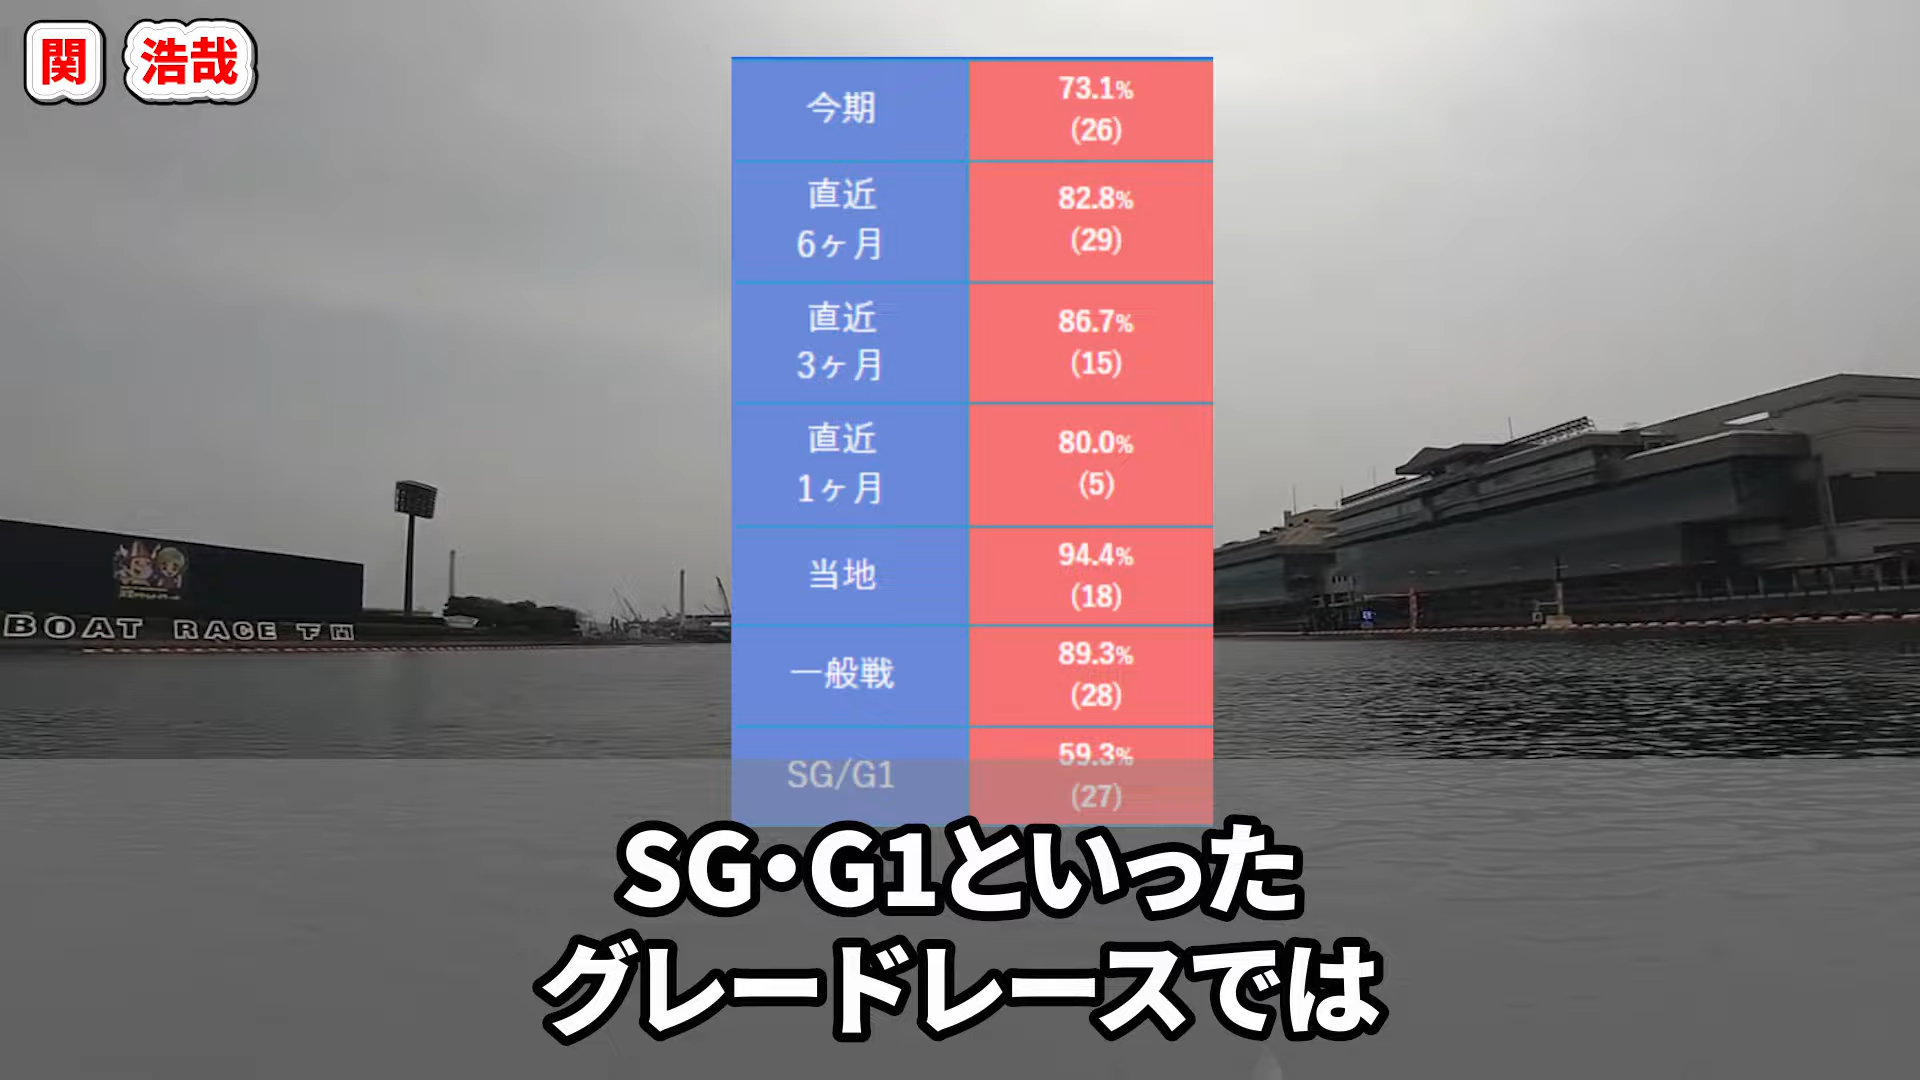 関 浩哉
今期
73.1%
(26)
直近
6ヶ月
82.8%
(29)
直近
3ヶ月
86.7%
(15)
直近
1ヶ月
80.0%
(5)
当地
94.4%
(18)
一般戦
89.3%
(28)
SG/G1
59.3%
(27)
BOAT RACE 下関
SG・G1といった
グレードレースでは